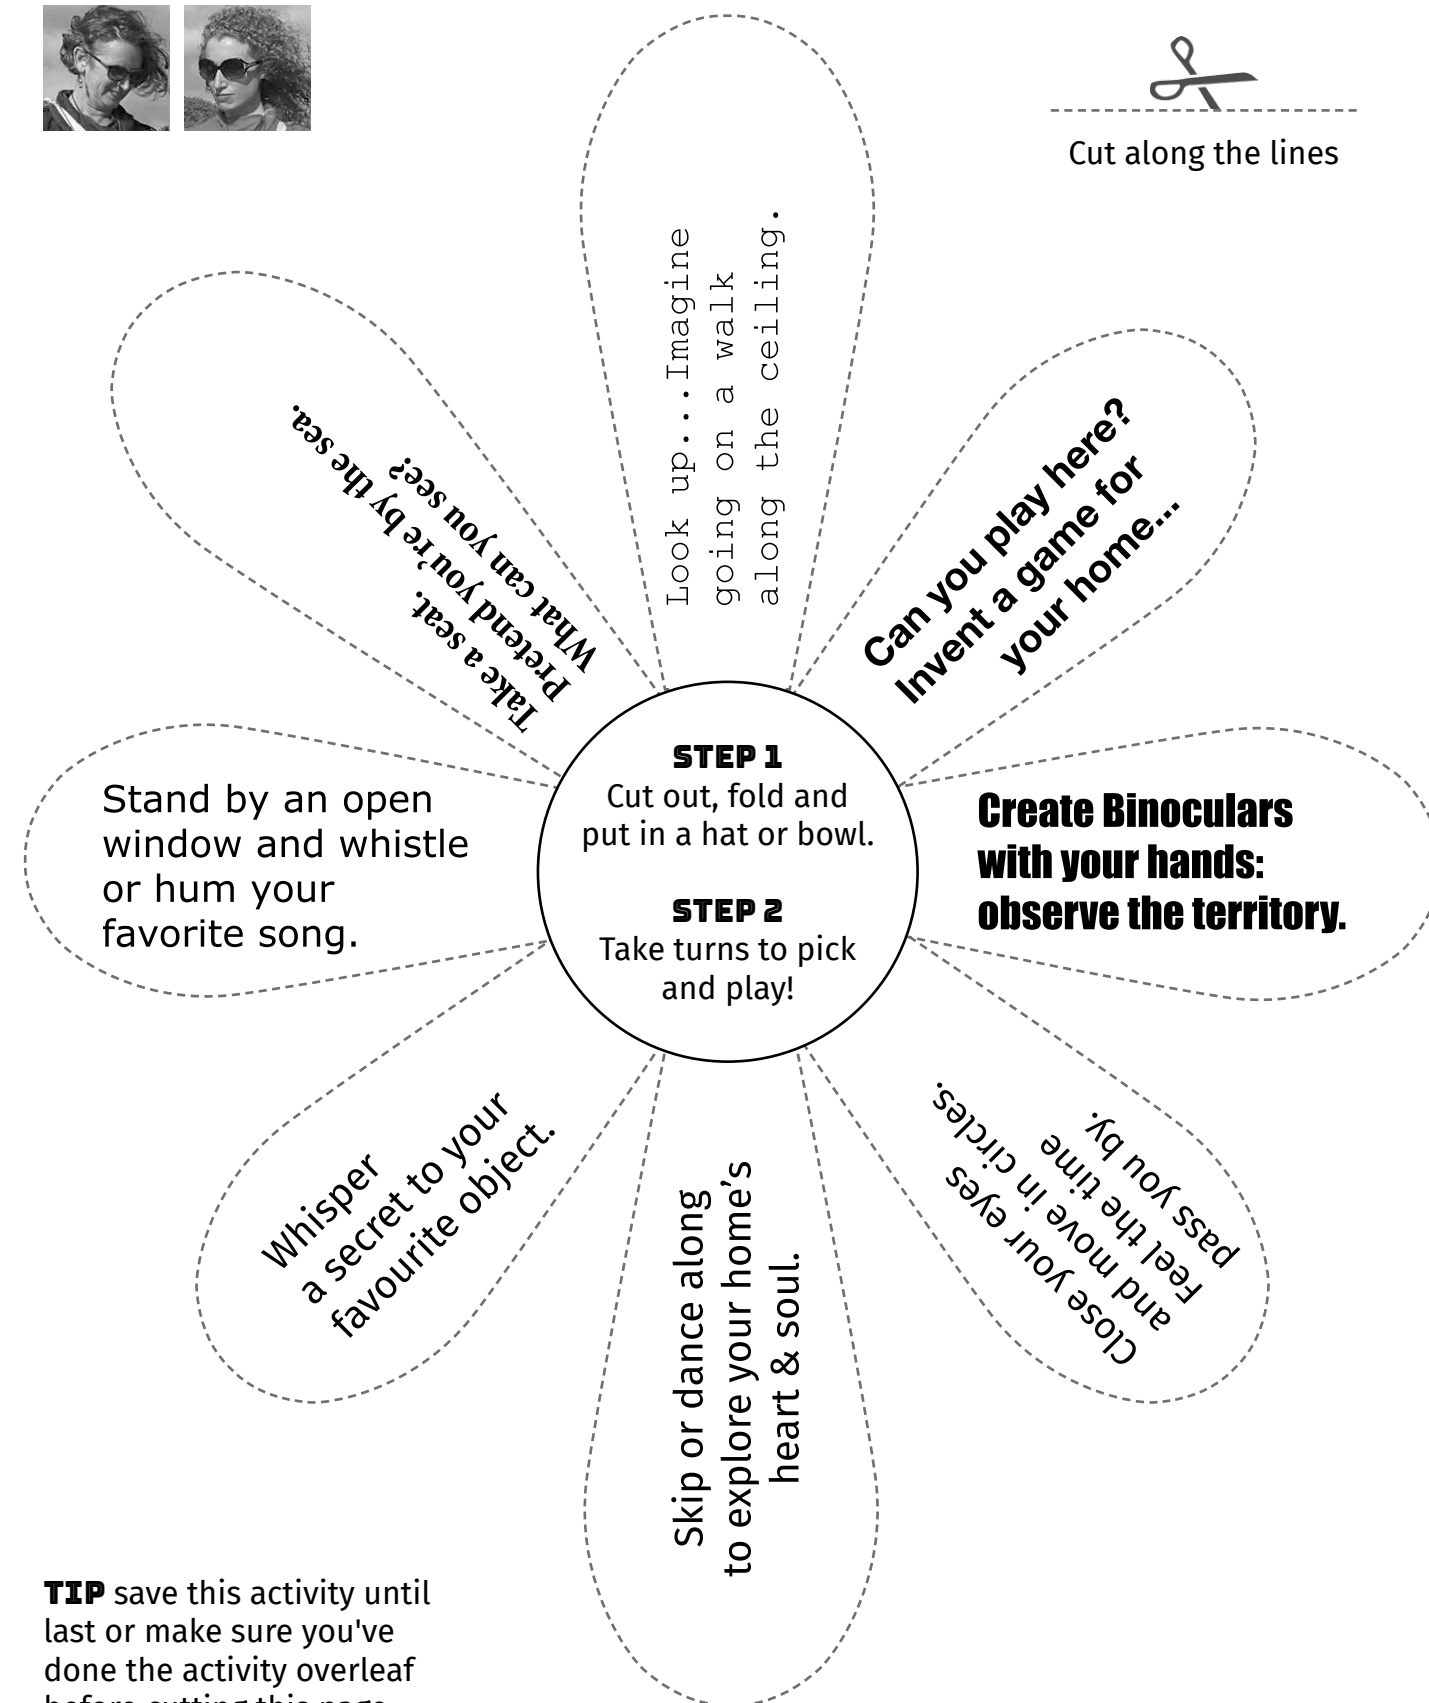 Cut along the lines
Look up...Imagine
going on a walk
along the ceiling.
Can you play here?
Invent a game for
your home...
Create Binoculars
with your hands:
observe the territory.
Close your eyes
and move in circles.
Feel the time
pass you by.
Skip or dance along
to explore your home’s
heart & soul.
Whisper
a secret to your
favourite object.
Stand by an open
window and whistle
or hum your
favorite song.
Take a seat.
Pretend you’re by the sea.
What can you see?
STEP 1
Cut out, fold and
put in a hat or bowl.
STEP 2
Take turns to pick
and play!
TIP save this activity until
last or make sure you've
done the activity overleaf
before cutting this page